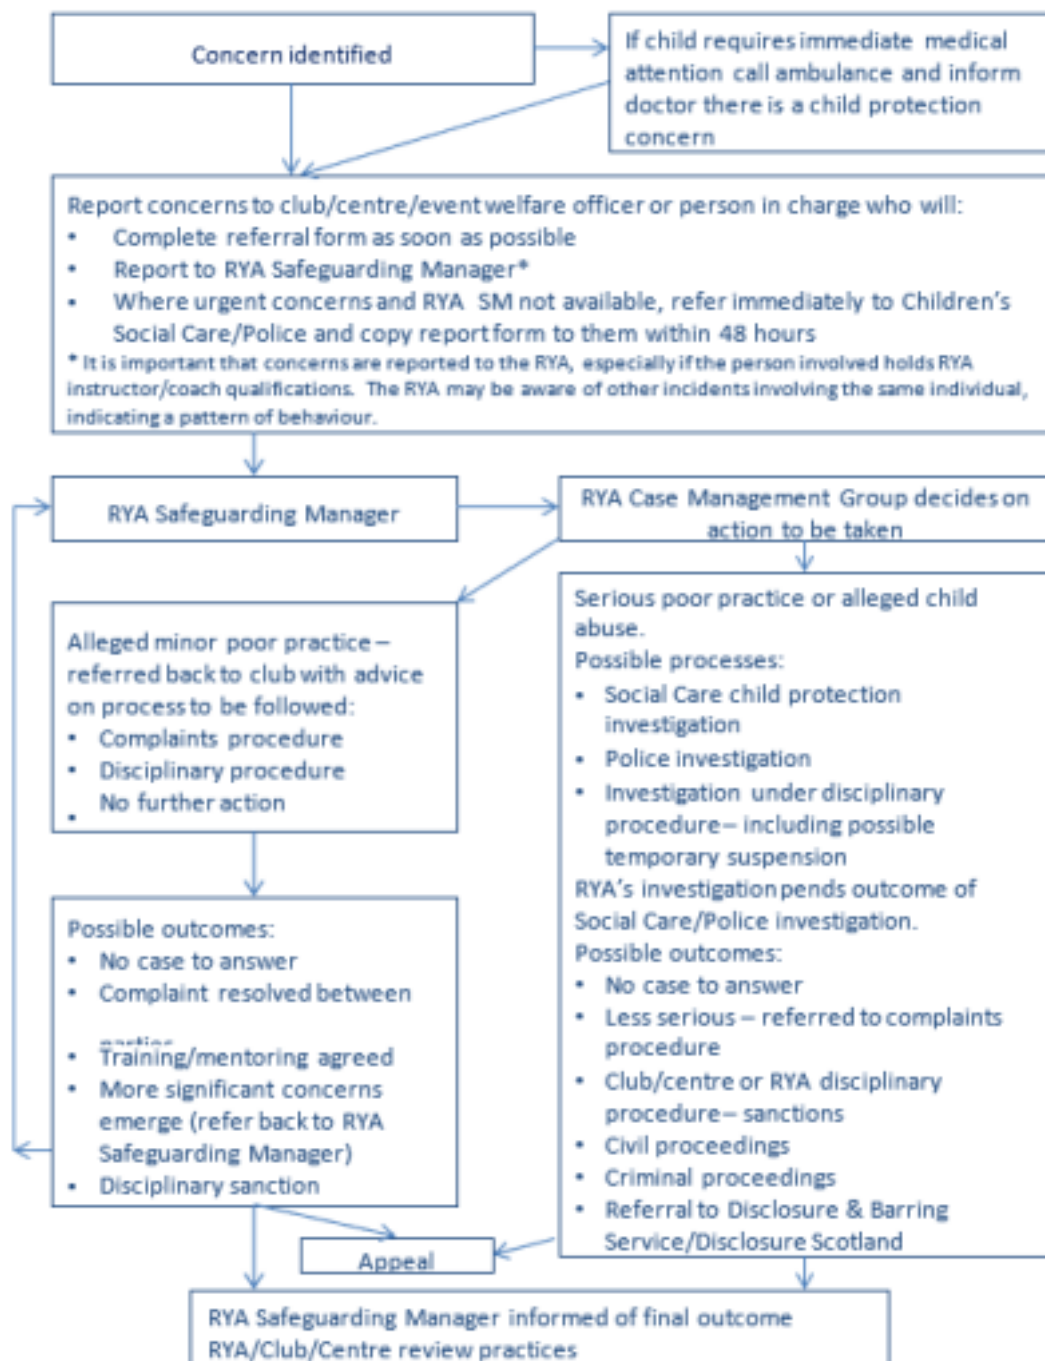 Concern identified
If child requires immediate medical
attention call ambulance and inform
doctor there is a child protection
concern
Report concerns to club/centre/event welfare officer or person in charge who will:
• Complete referral form as soon as possible
• Report to RYA Safeguarding Manager*
• Where urgent concerns and RYA SM not available, refer immediately to Children's
Social Care/Police and copy report form to them within 48 hours
* It is important that concerns are reported to the RYA, especially if the person involved holds RYA
instructor/coach qualifications. The RYA may be aware of other incidents involving the same individual,
indicating a pattern of behaviour.
RYA Safeguarding Manager
RYA Case Management Group decides on
action to be taken
Alleged minor poor practice –
referred back to club with advice
on process to be followed:
• Complaints procedure
• Disciplinary procedure
No further action
•
Serious poor practice or alleged child
abuse.
Possible processes:
• Social Care child protection
investigation
• Police investigation
• Investigation under disciplinary
procedure – including possible
temporary suspension
RYA's investigation pends outcome of
Social Care/Police investigation.
Possible outcomes:
• No case to answer
• Less serious – referred to complaints
procedure
• Club/centre or RYA disciplinary
procedure – sanctions
• Civil proceedings
• Criminal proceedings
• Referral to Disclosure & Barring
Service/Disclosure Scotland
Possible outcomes:
• No case to answer
• Complaint resolved between
• Training/mentoring agreed
• More significant concerns
emerge (refer back to RYA
Safeguarding Manager)
• Disciplinary sanction
Appeal
RYA Safeguarding Manager informed of final outcome
RYA/Club/Centre review practices